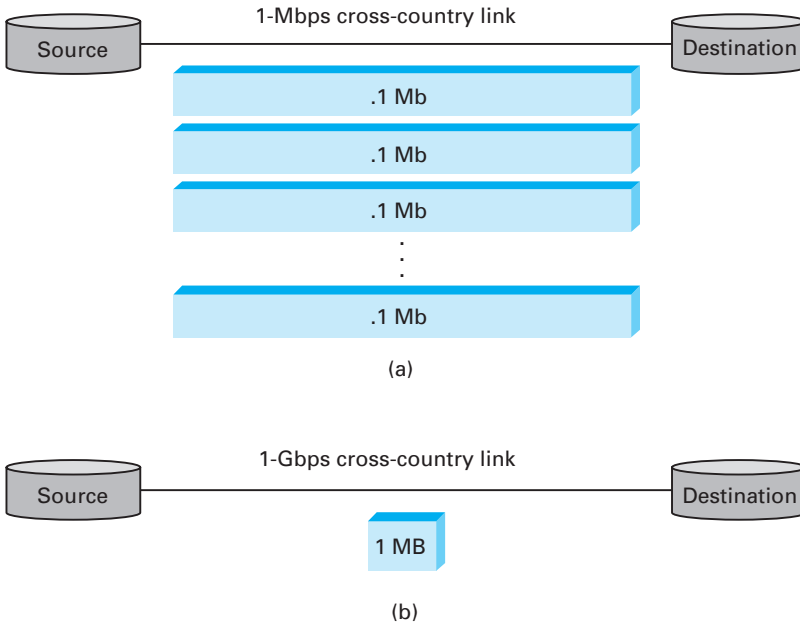 1-Mbps cross-country link
Source
Destination
.1 Mb
.1 Mb
.1 Mb
.
.
.
.1 Mb
(a)
1-Gbps cross-country link
Source
Destination
1 MB
(b)